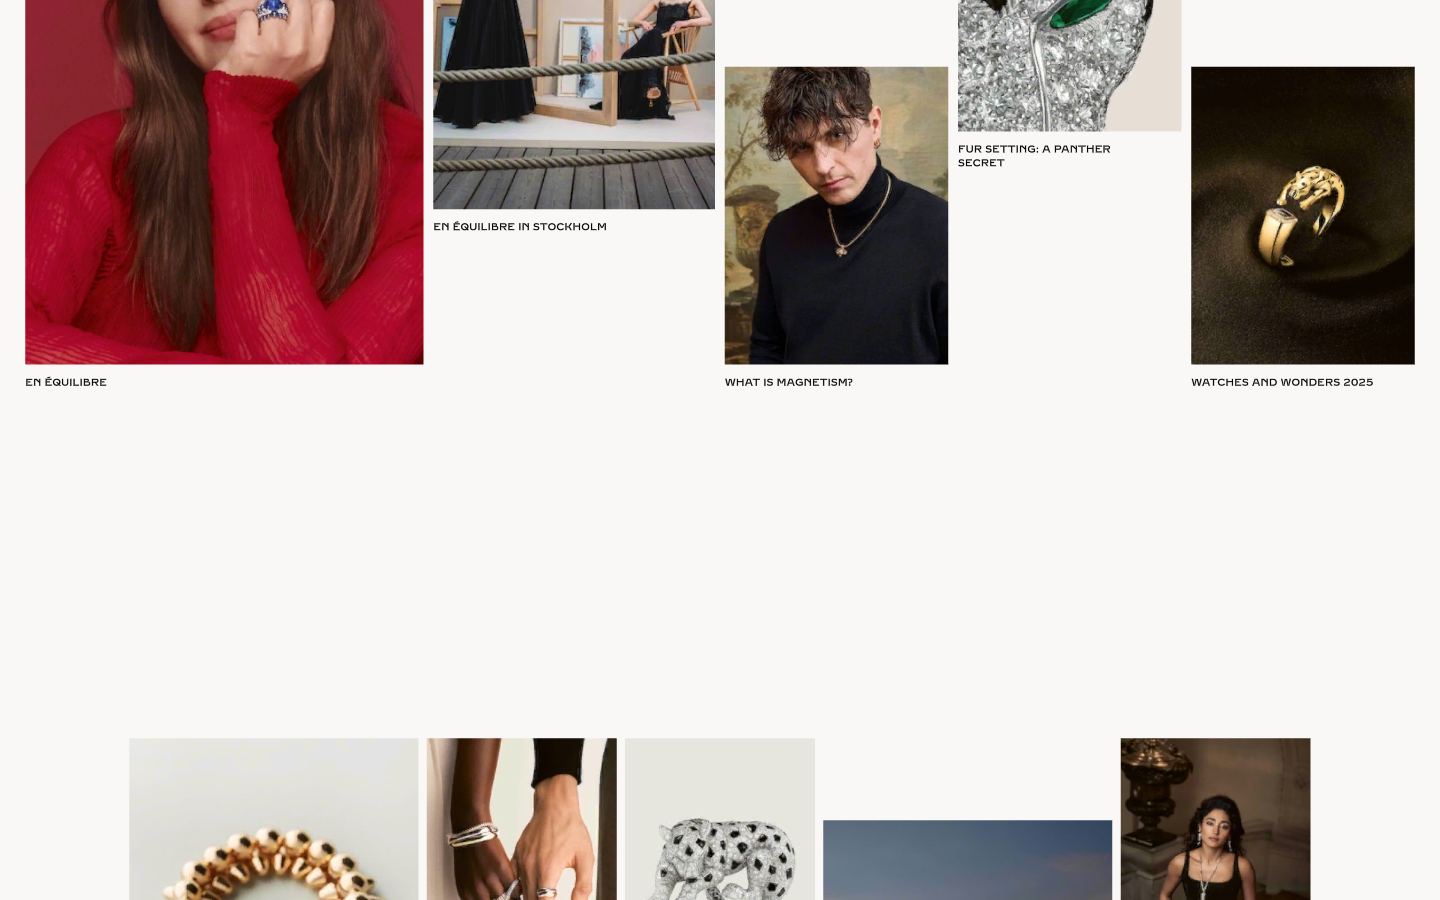 EN ÉQUILIBRE IN STOCKHOLM
FUR SETTING: A PANTHER
SECRET
EN ÉQUILIBRE
WHAT IS MAGNETISM?
WATCHES AND WONDERS 2025